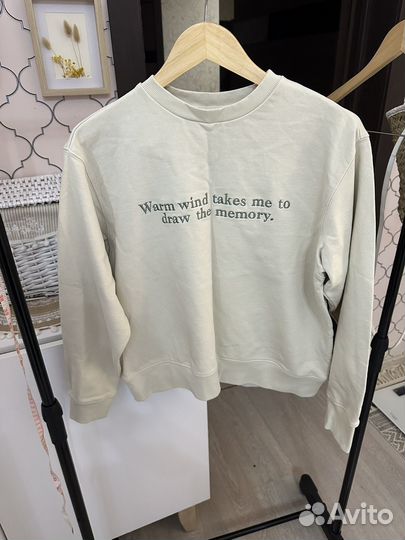 Warm wind takes me to
draw the memory.
Avito